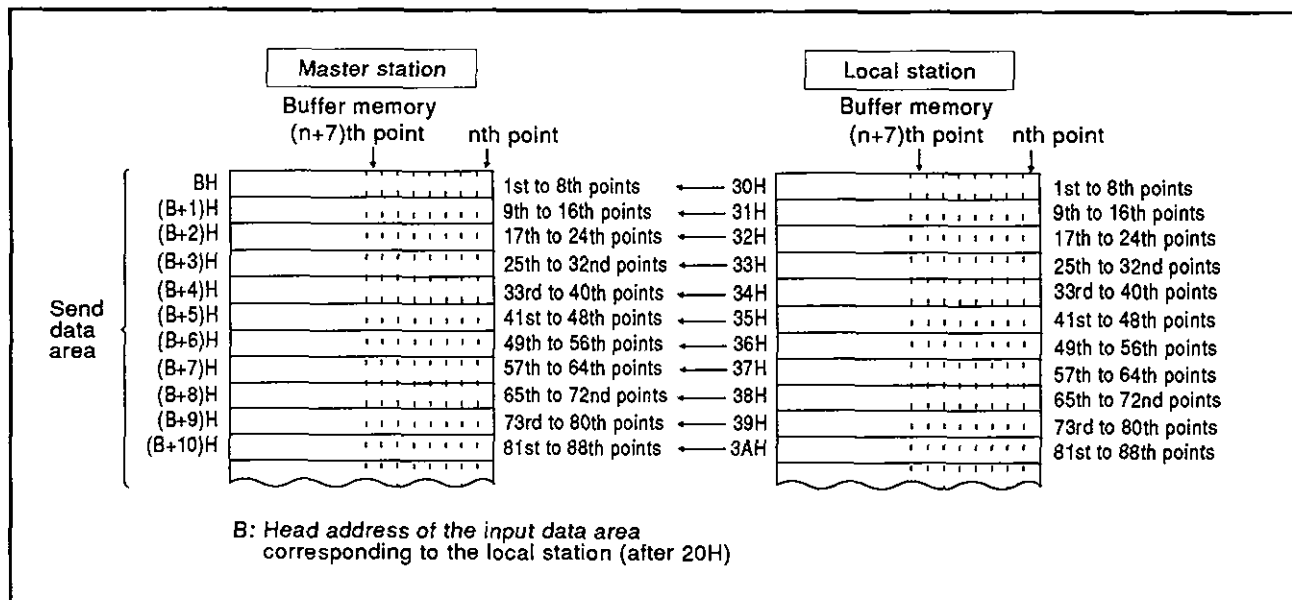 Master station
Local station
Buffer memory
(n+7)th point
nth point
Buffer memory
(n+7)th point
nth point
Send
data
area
BH 1st to 8th points 30H 1st to 8th points
(B+1)H 9th to 16th points 31H 9th to 16th points
(B+2)H 17th to 24th points 32H 17th to 24th points
(B+3)H 25th to 32nd points 33H 25th to 32nd points
(B+4)H 33rd to 40th points 34H 33rd to 40th points
(B+5)H 41st to 48th points 35H 41st to 48th points
(B+6)H 49th to 56th points 36H 49th to 56th points
(B+7)H 57th to 64th points 37H 57th to 64th points
(B+8)H 65th to 72nd points 38H 65th to 72nd points
(B+9)H 73rd to 80th points 39H 73rd to 80th points
(B+10)H 81st to 88th points 3AH 81st to 88th points
B: Head address of the input data area
corresponding to the local station (after 20H)